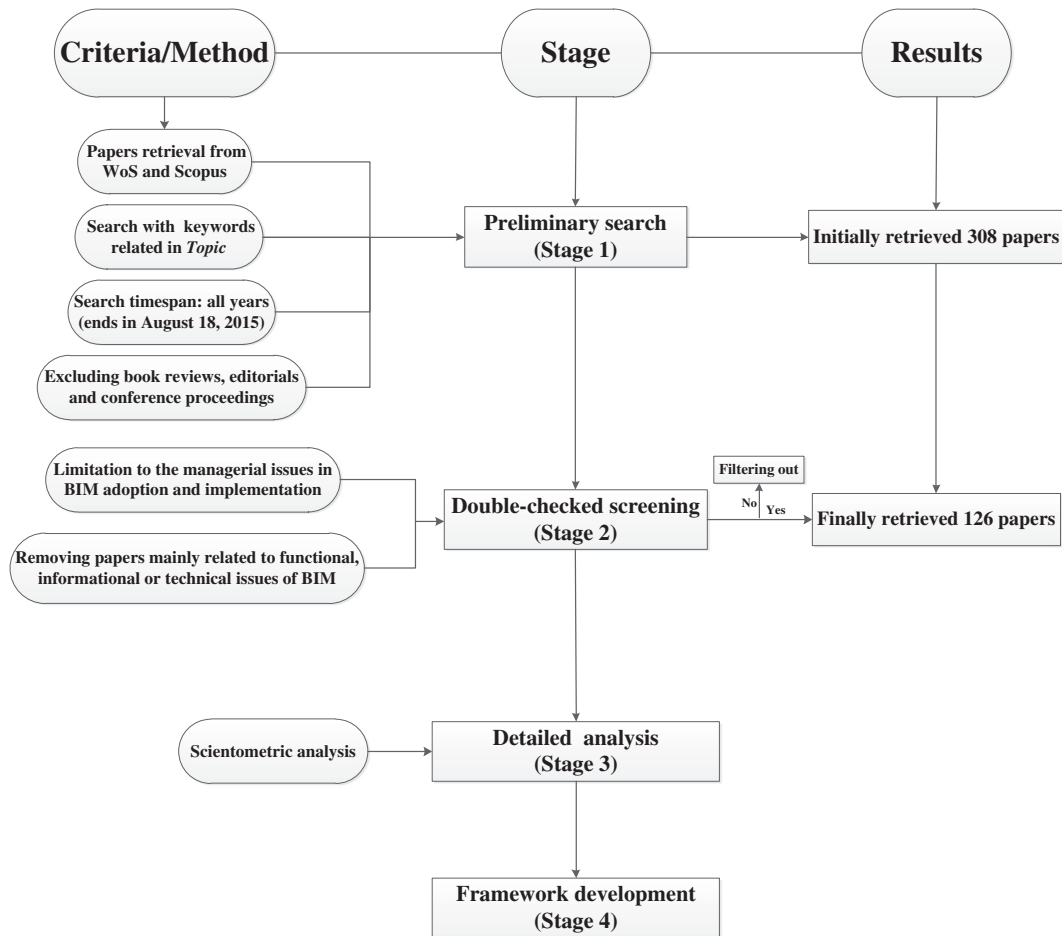 Criteria/Method
Stage
Results
Papers retrieval from
WoS and Scopus
Search with keywords
related in Topic
Search timespan: all years
(ends in August 18, 2015)
Excluding book reviews, editorials
and conference proceedings
Preliminary search
(Stage 1)
Initially retrieved 308 papers
Limitation to the managerial issues in
BIM adoption and implementation
Removing papers mainly related to functional,
informational or technical issues of BIM
Double-checked screening
(Stage 2)
Filtering out
No
Yes
Finally retrieved 126 papers
Scientometric analysis
Detailed analysis
(Stage 3)
Framework development
(Stage 4)